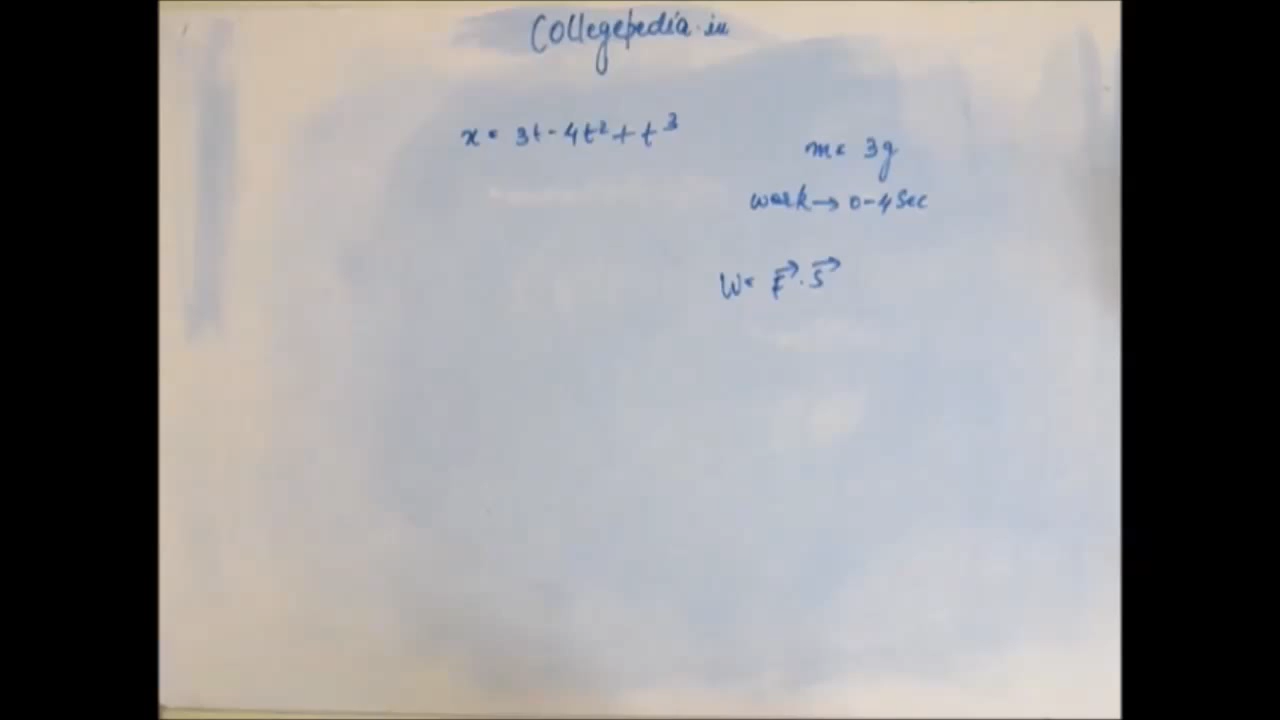 Collegepedia.in
x = 3t - 4t² + t³
m = 3g
work → 0-4 Sec
W = F⃗ . S⃗